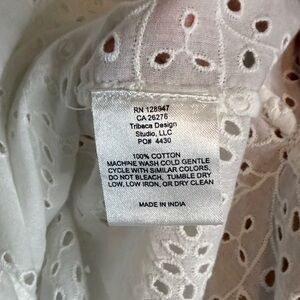 RN 128947
CA 26278
Tribeca Design
Studio, LLC
PO# 4430
100% COTTON
MACHINE WASH COLD GENTLE
CYCLE WITH SIMILAR COLORS.
DO NOT BLEACH, TUMBLE DRY
LOW, LOW IRON, OR DRY CLEAN
MADE IN INDIA